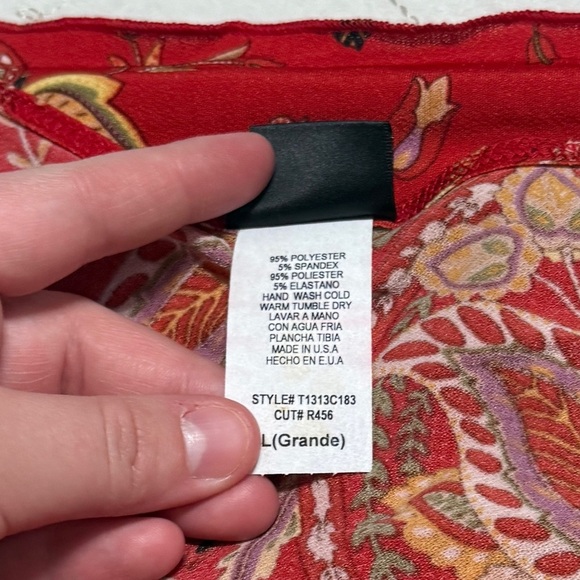 95% POLYESTER
5% SPANDEX
95% POLIESTER
5% ELASTANO
HAND WASH COLD
WARM TUMBLE DRY
LAVAR A MANO
CON AGUA FRIA
PLANCHA TIBIA
MADE IN U.S.A
HECHO EN E.U.A
STYLE# T1313C183
CUT# R456
L(Grande)